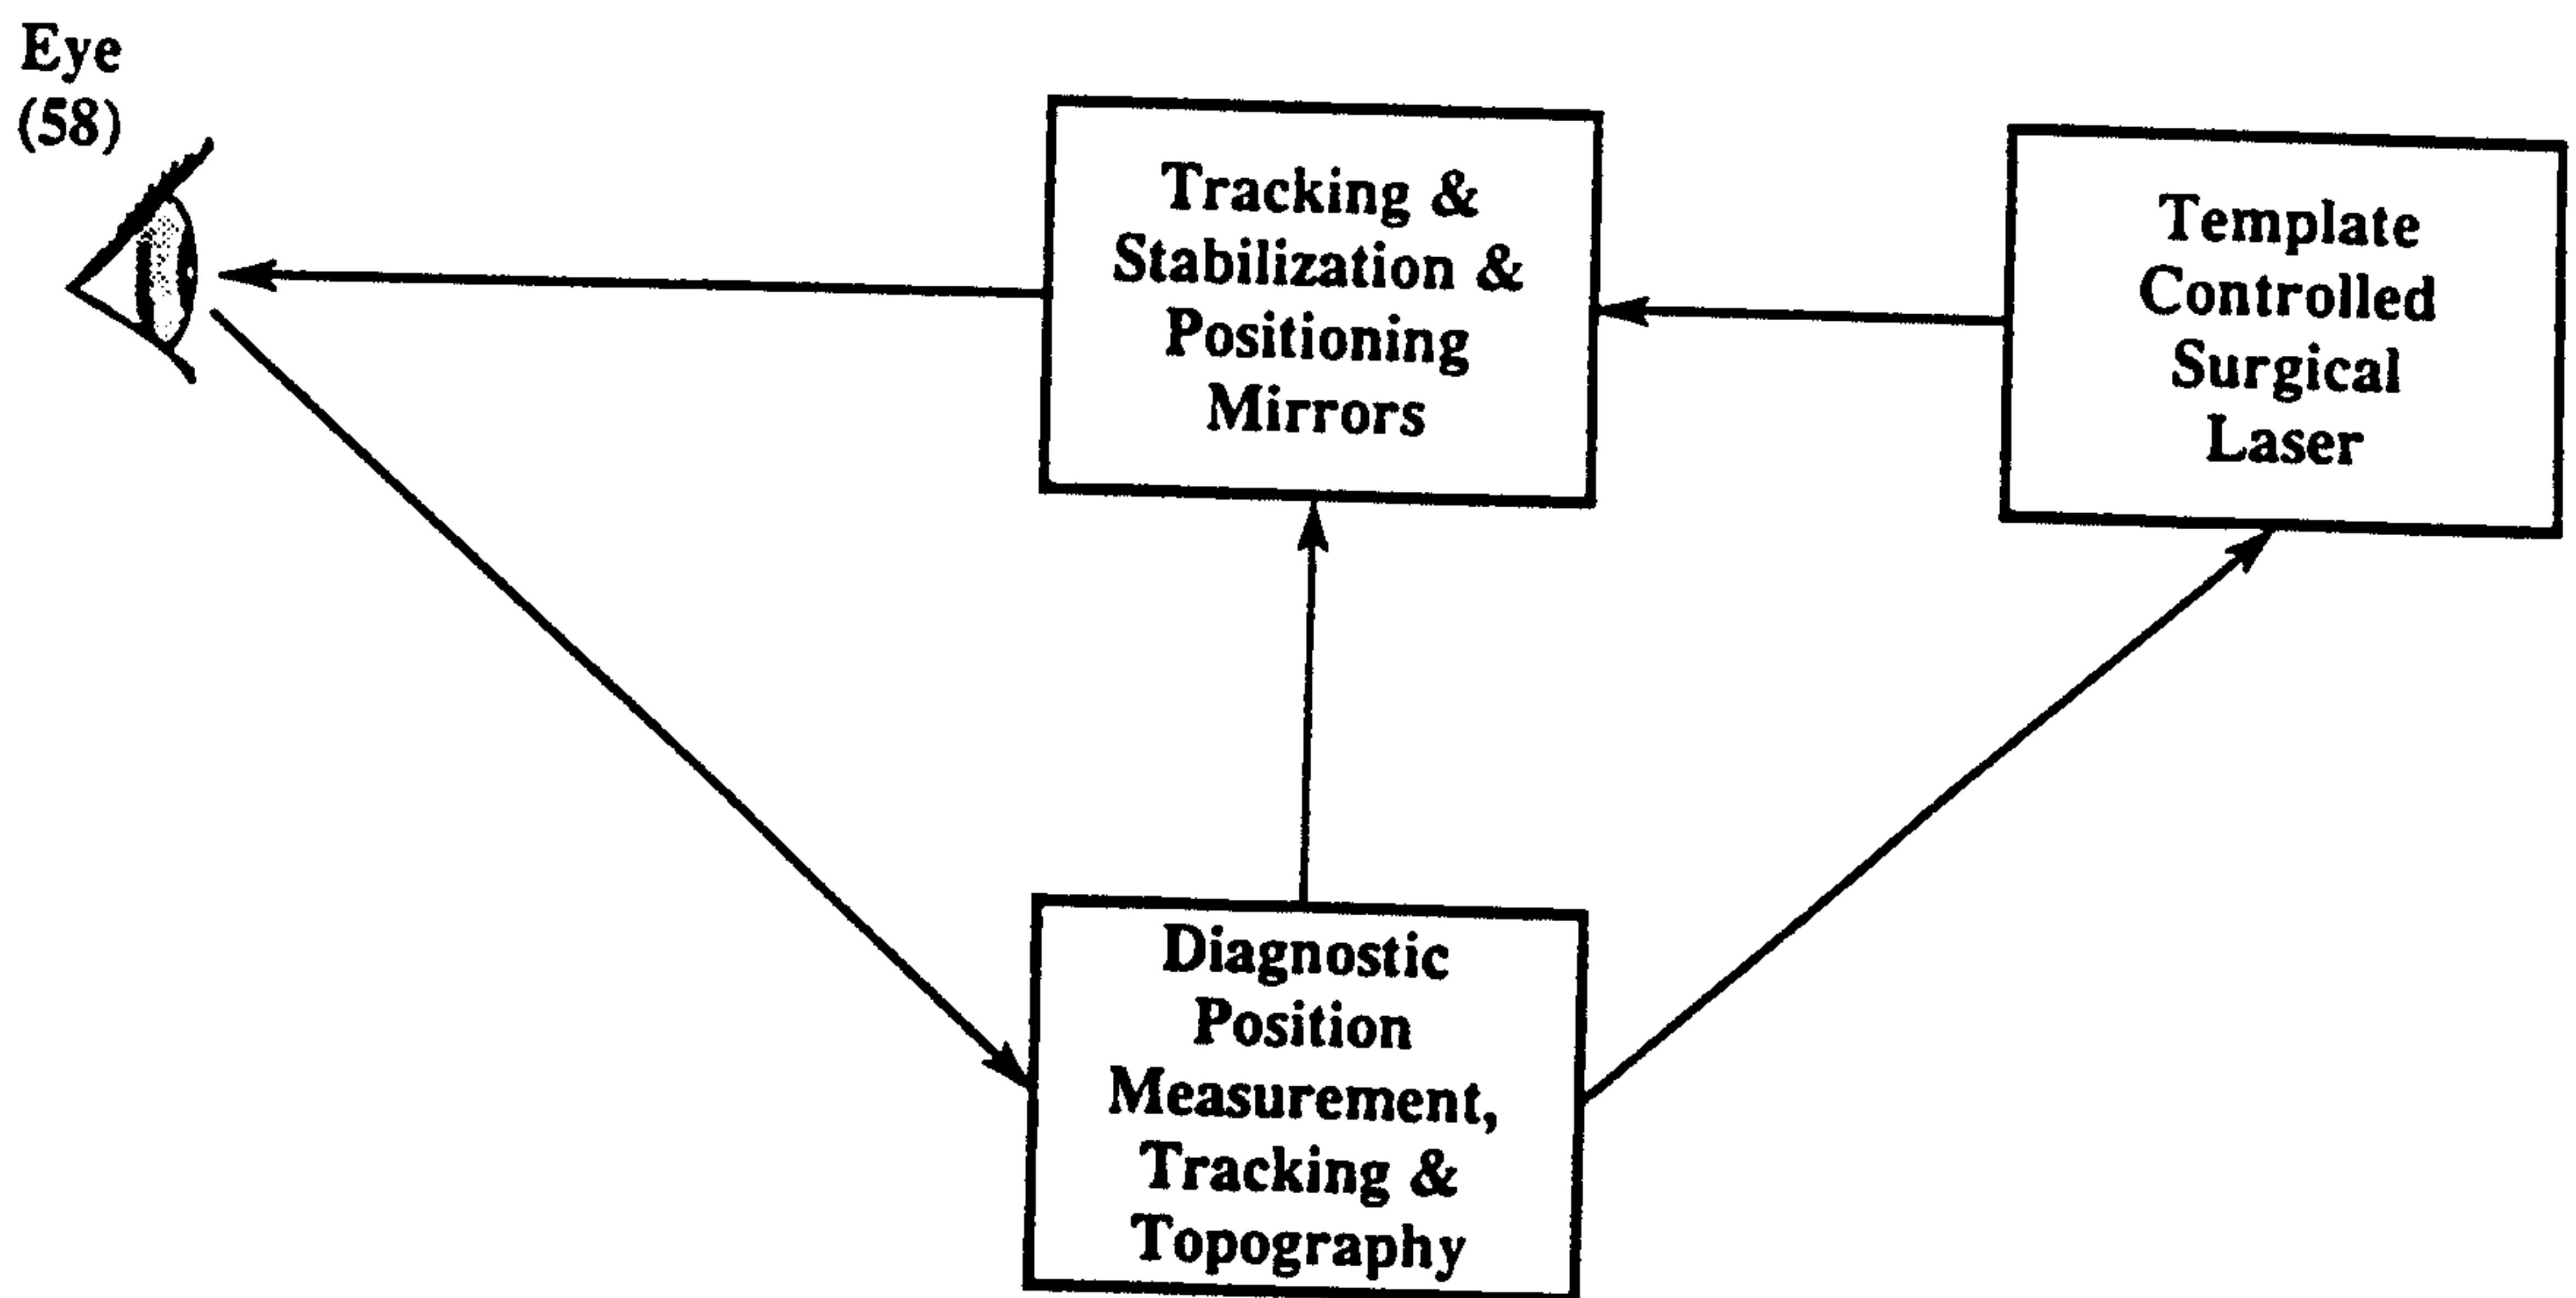 Eye
(58)
Tracking &
Stabilization &
Positioning
Mirrors
Template
Controlled
Surgical
Laser
Diagnostic
Position
Measurement,
Tracking &
Topography